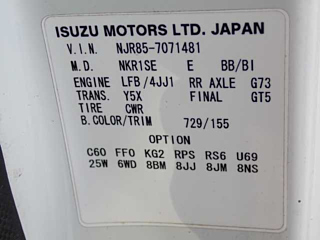 ISUZU MOTORS LTD. JAPAN
V.I.N. NJR85-7071481
M.D. NKR1SE E BB/BI
ENGINE LFB/4JJ1 RR AXLE G73
TRANS. Y5X FINAL GT5
TIRE CWR
B.COLOR/TRIM 729/155
OPTION
C60 FF0 KG2 RPS RS6 U69
25W 6WD 8BM 8JJ 8JM 8NS